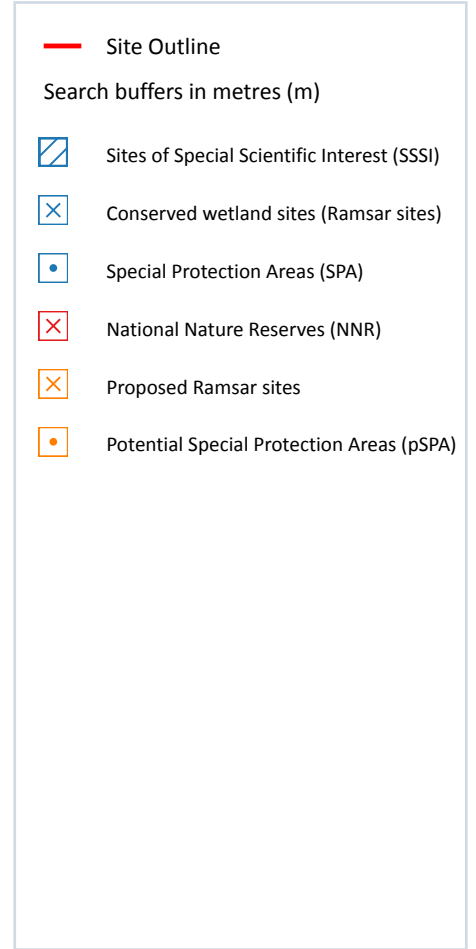 Site Outline
Search buffers in metres (m)
Sites of Special Scientific Interest (SSSI)
Conserved wetland sites (Ramsar sites)
Special Protection Areas (SPA)
National Nature Reserves (NNR)
Proposed Ramsar sites
Potential Special Protection Areas (pSPA)